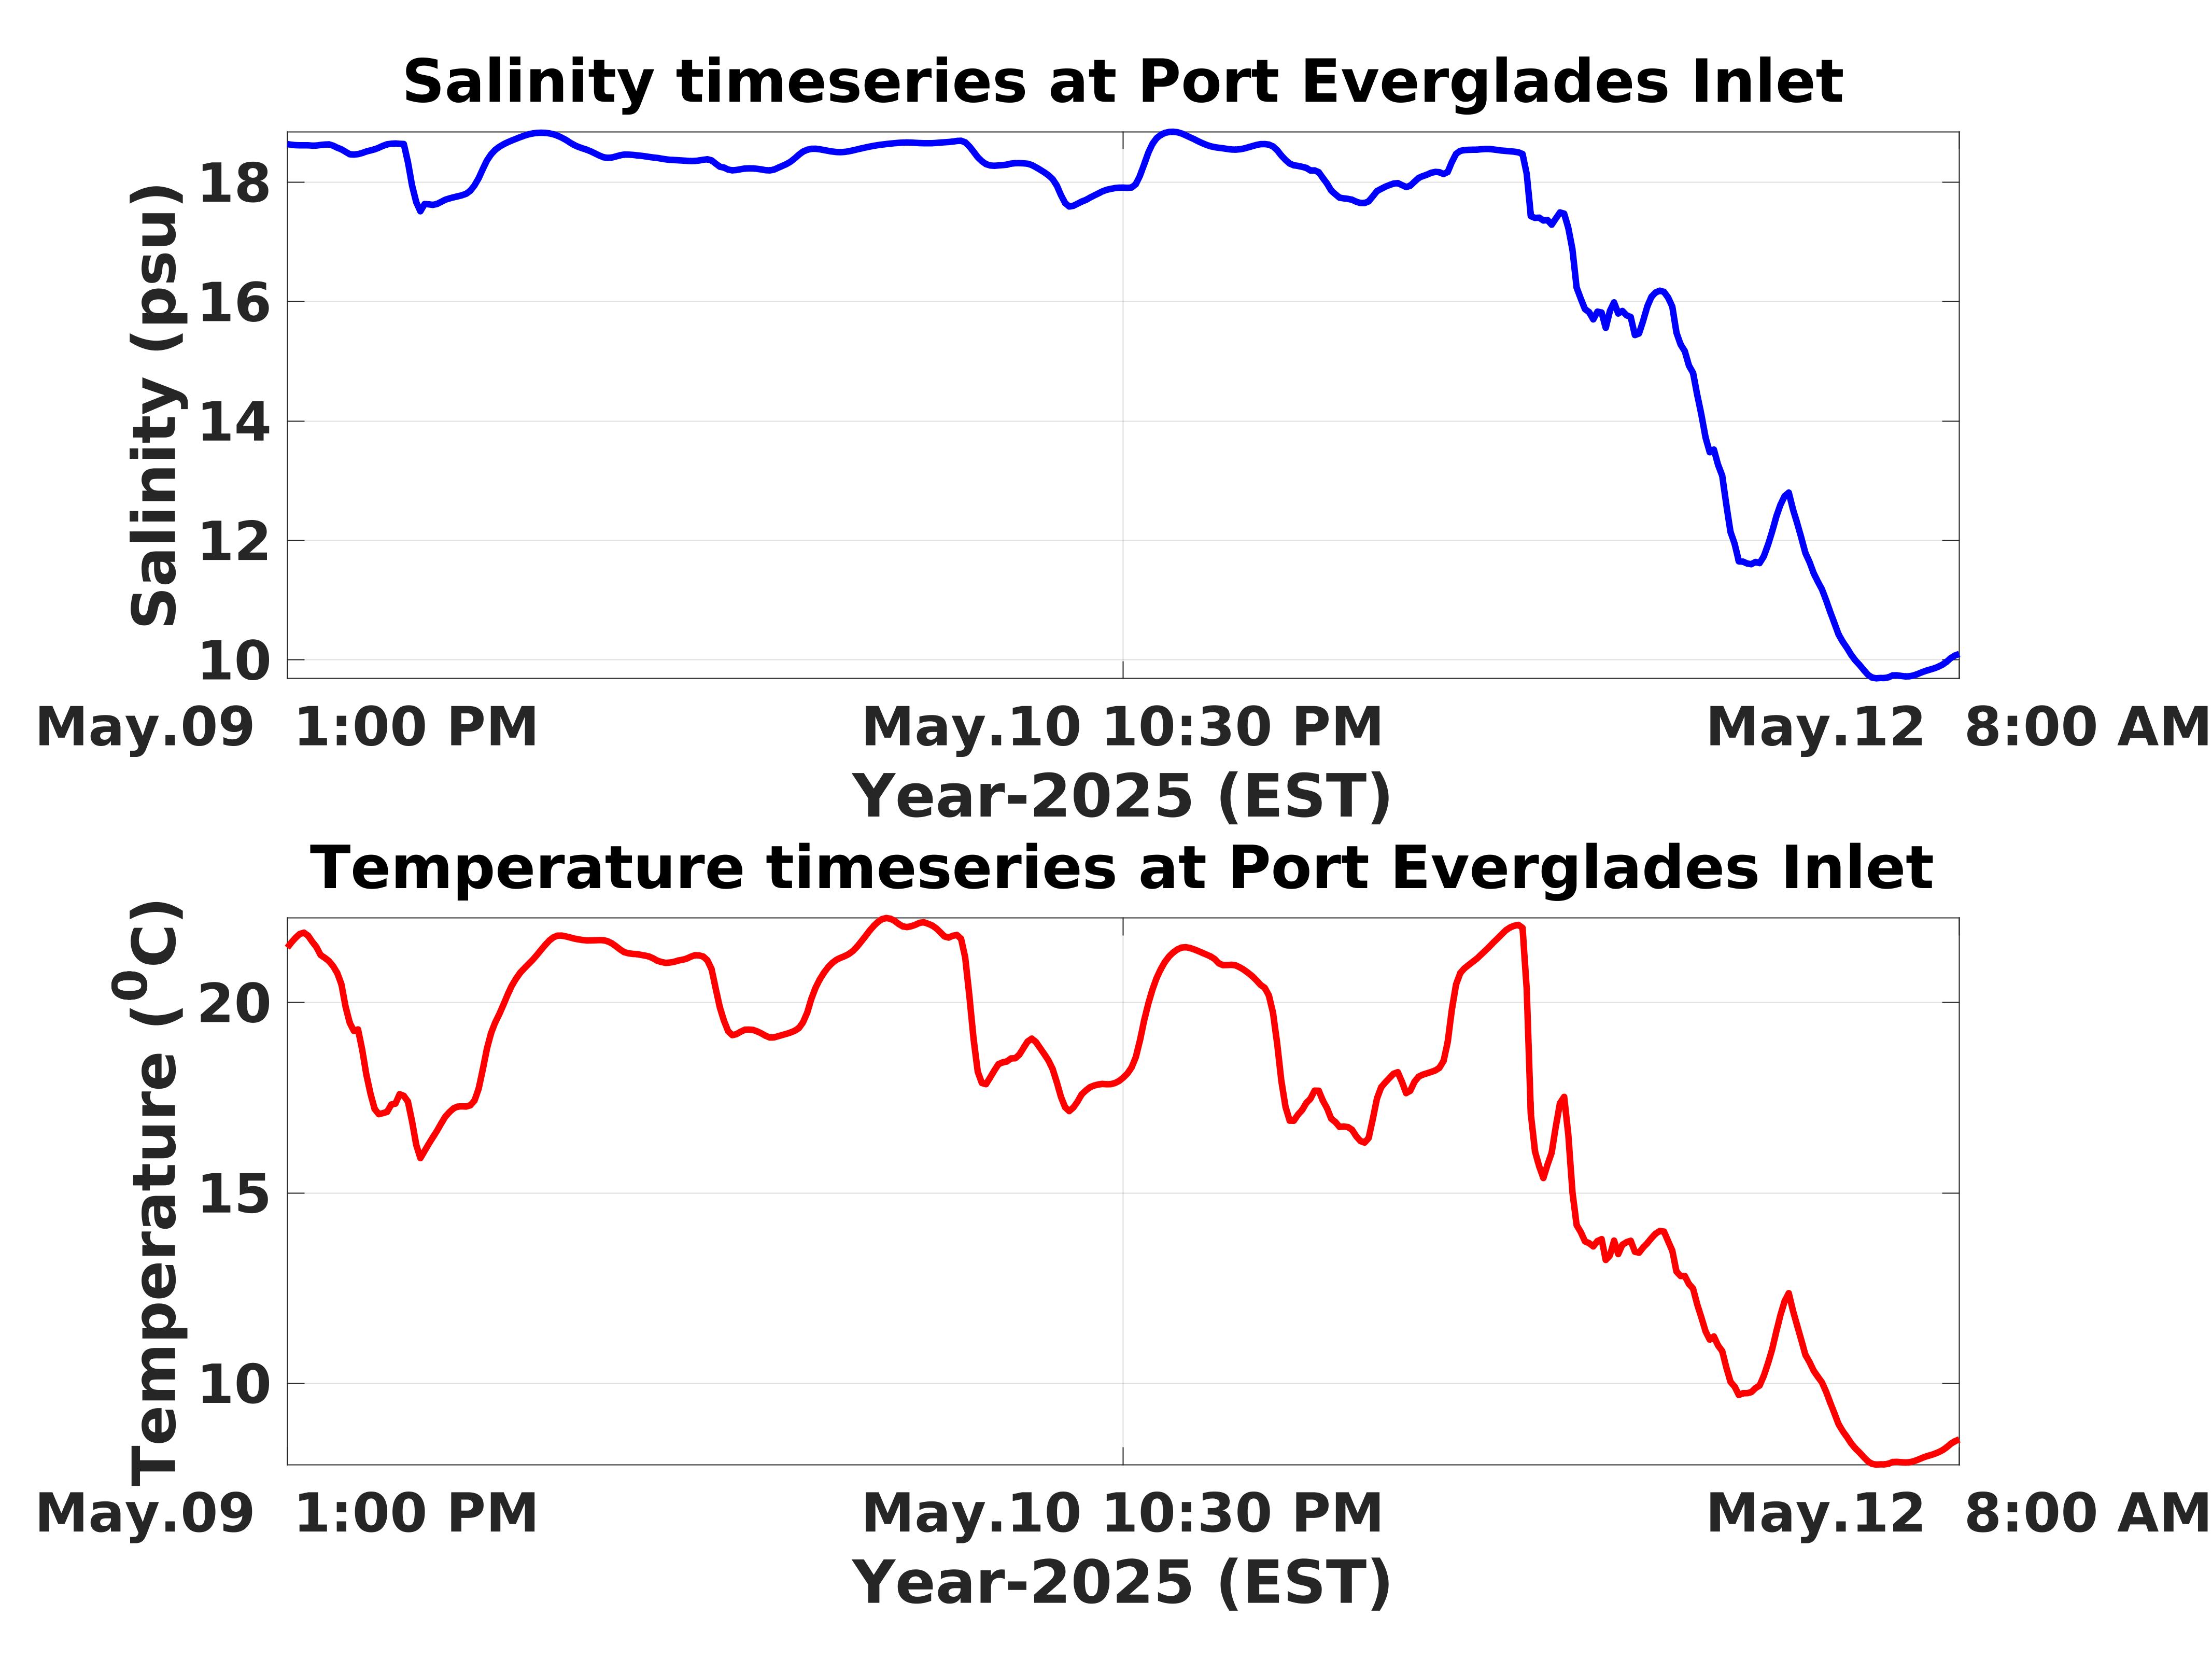 Salinity timeseries at Port Everglades Inlet
Salinity (psu)
18
16
14
12
10
May.09  1:00 PM
May.10 10:30 PM
May.12  8:00 AM
Year-2025 (EST)
Temperature timeseries at Port Everglades Inlet
Temperature (⁰C)
20
15
10
May.09  1:00 PM
May.10 10:30 PM
May.12  8:00 AM
Year-2025 (EST)